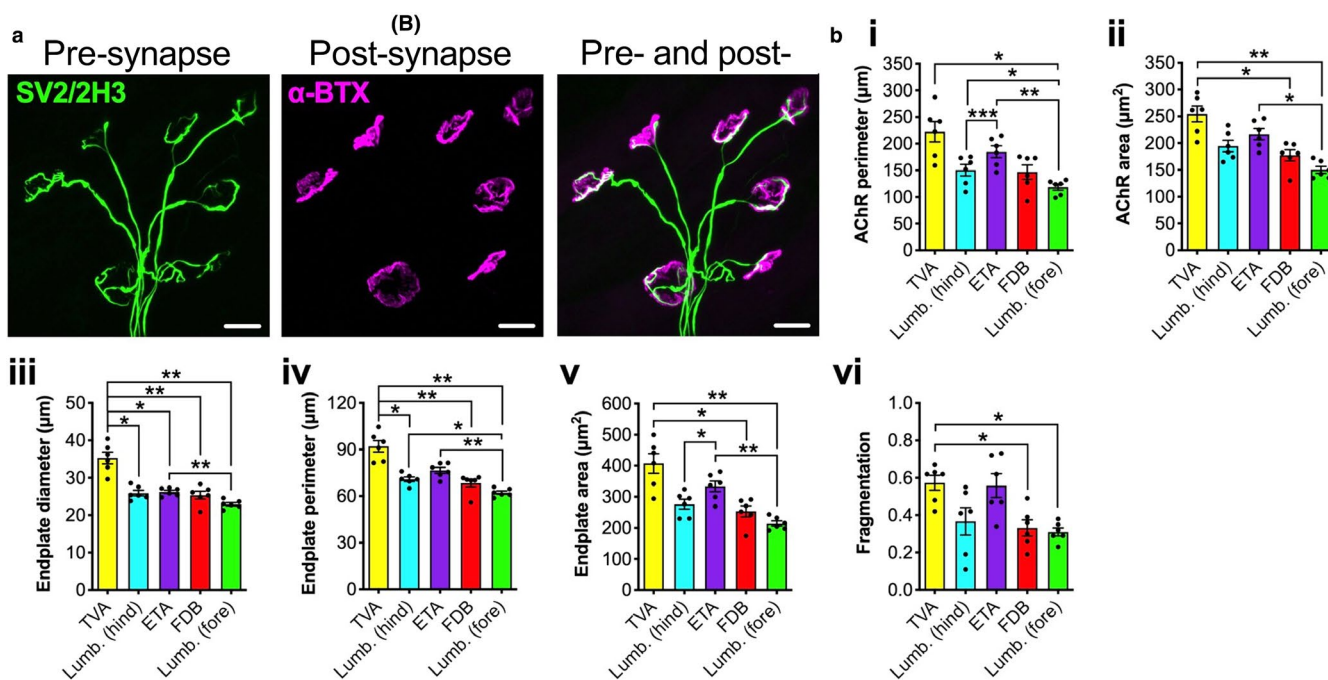 (B)
a
Pre-synapse
Post-synapse
Pre- and post-
SV2/2H3
α-BTX
b
i
AChR perimeter (µm)
350
300
250
200
150
100
50
0
*
*
**
***
TVA
Lumb. (hind)
ETA
FDB
Lumb. (fore)
ii
AChR area (µm²)
350
300
250
200
150
100
50
0
**
*
*
TVA
Lumb. (hind)
ETA
FDB
Lumb. (fore)
iii
Endplate diameter (µm)
50
40
30
20
10
0
**
**
*
*
**
TVA
Lumb. (hind)
ETA
FDB
Lumb. (fore)
iv
Endplate perimeter (µm)
120
90
60
30
0
**
**
*
*
**
TVA
Lumb. (hind)
ETA
FDB
Lumb. (fore)
v
Endplate area (µm²)
600
500
400
300
200
100
0
**
*
*
**
TVA
Lumb. (hind)
ETA
FDB
Lumb. (fore)
vi
Fragmentation
1.0
0.8
0.6
0.4
0.2
0.0
*
*
TVA
Lumb. (hind)
ETA
FDB
Lumb. (fore)